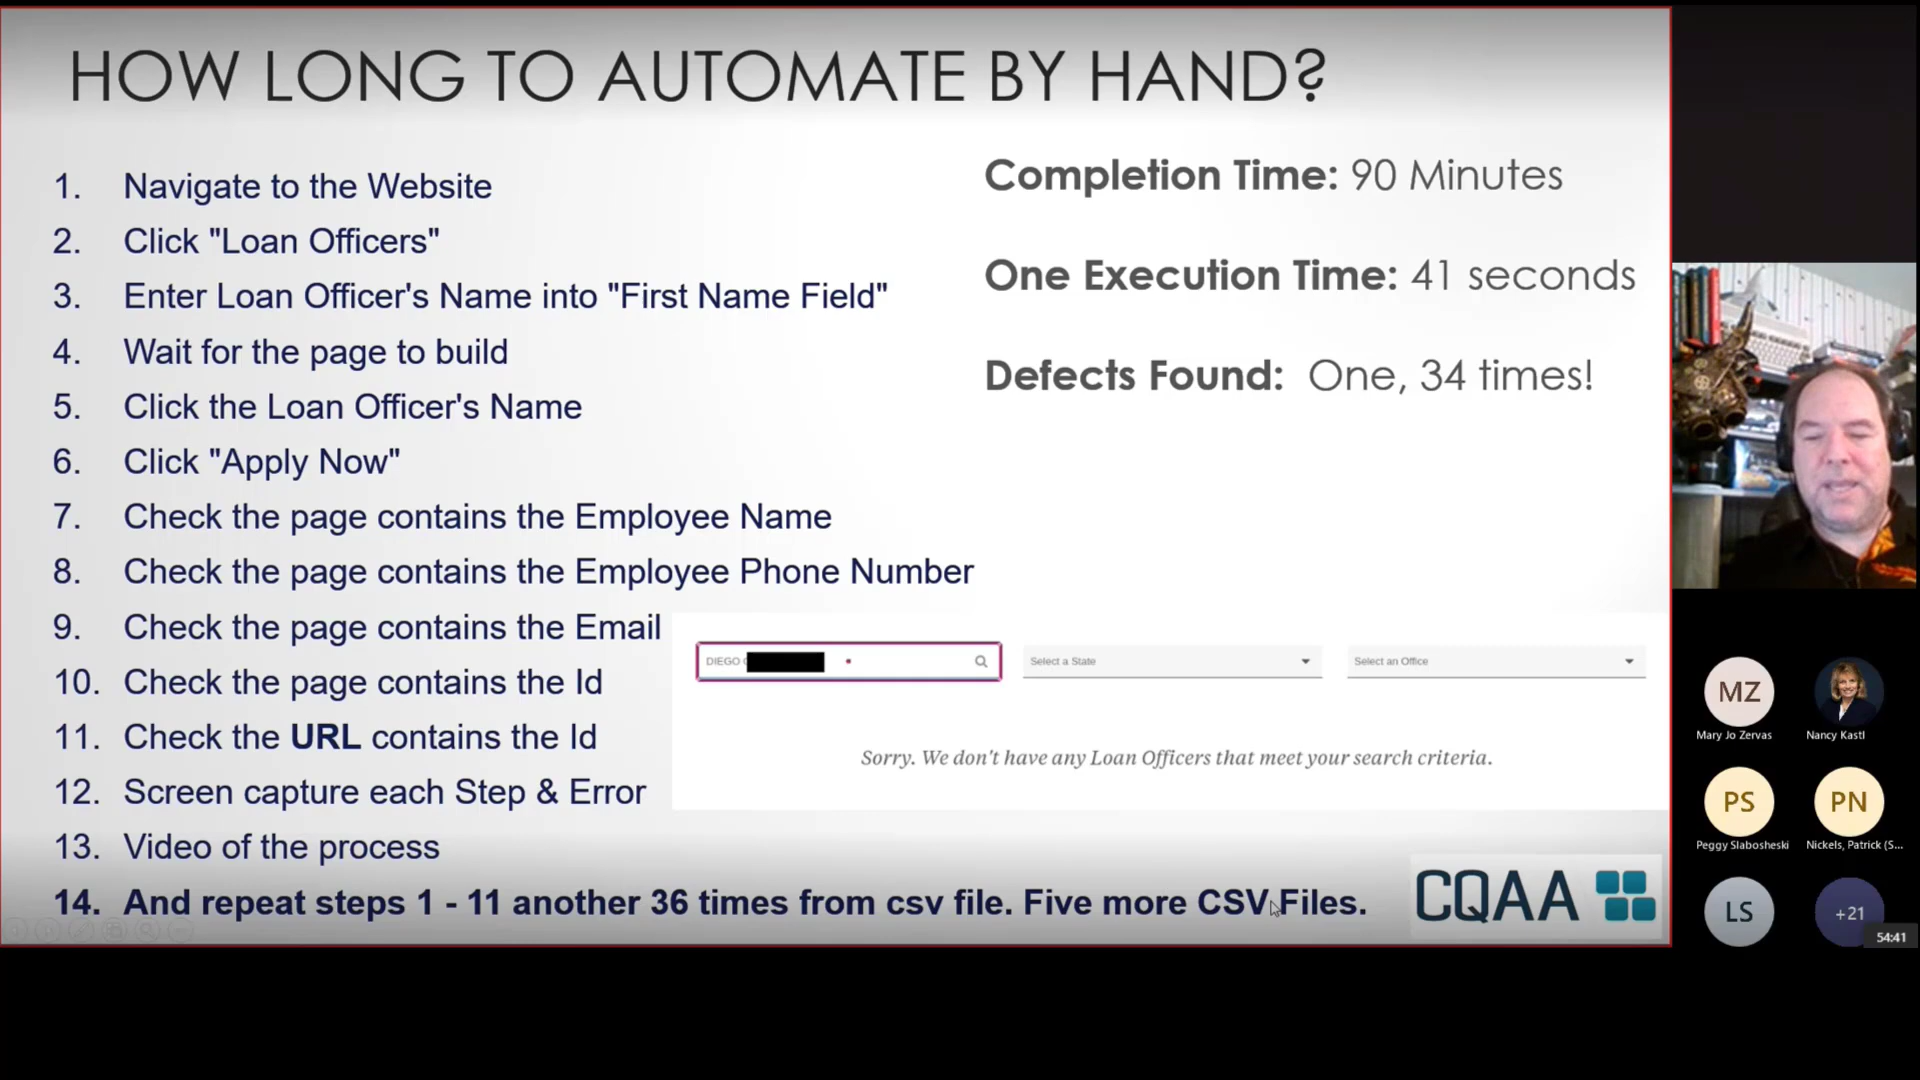 HOW LONG TO AUTOMATE BY HAND?
1. Navigate to the Website
2. Click "Loan Officers"
3. Enter Loan Officer's Name into "First Name Field"
4. Wait for the page to build
5. Click the Loan Officer's Name
6. Click "Apply Now"
7. Check the page contains the Employee Name
8. Check the page contains the Employee Phone Number
9. Check the page contains the Email
10. Check the page contains the Id
11. Check the URL contains the Id
12. Screen capture each Step & Error
13. Video of the process
14. And repeat steps 1 - 11 another 36 times from csv file. Five more CSV Files.
Completion Time: 90 Minutes
One Execution Time: 41 seconds
Defects Found: One, 34 times!
DIEGO
Select a State
Select an Office
Sorry. We don't have any Loan Officers that meet your search criteria.
CQAA
MZ
Mary Jo Zervas
Nancy Kastl
PS
Peggy Slabosheski
PN
Nickels, Patrick (S...
LS
+21
54:41